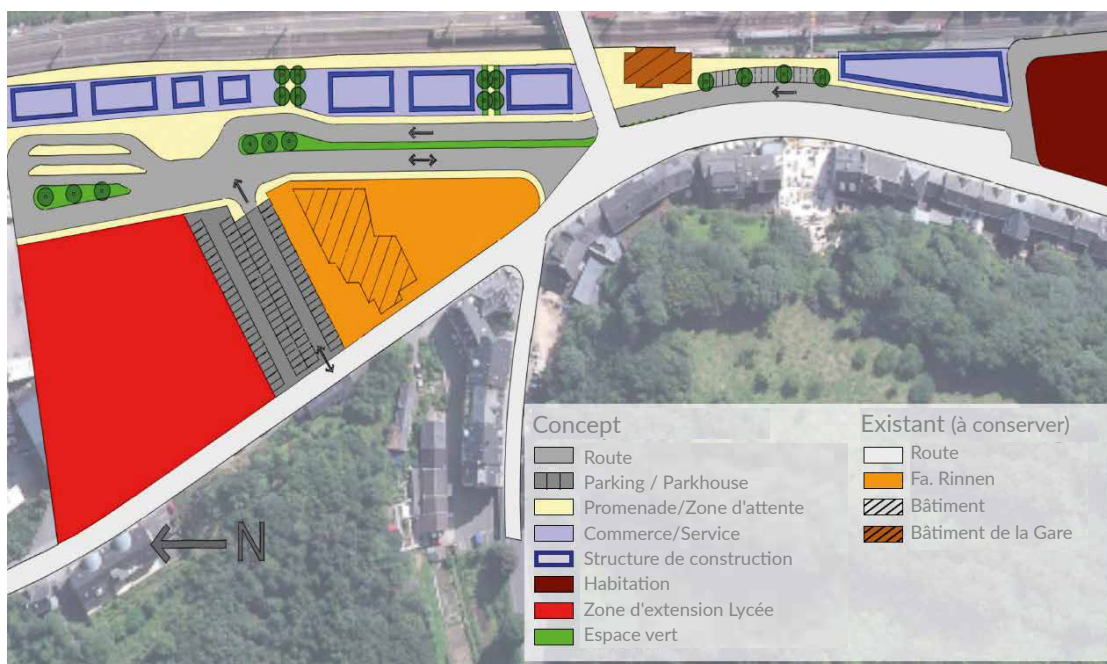 N
Concept
Route
Parking / Parkhouse
Promenade/Zone d'attente
Commerce/Service
Structure de construction
Habitation
Zone d'extension Lycée
Espace vert
Existant (à conserver)
Route
Fa. Rinnen
Bâtiment
Bâtiment de la Gare